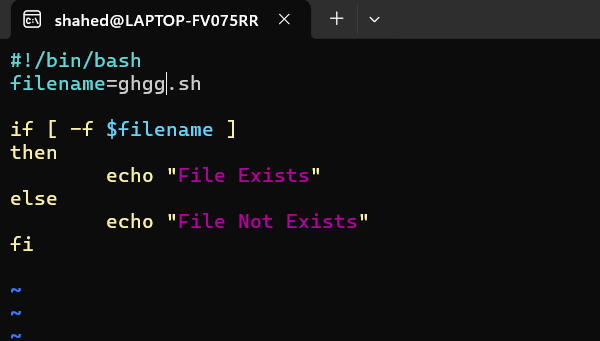 shahed@LAPTOP-FV075RR
#!/bin/bash
filename=ghgg.sh
if [ -f $filename ]
then
echo "File Exists"
else
echo "File Not Exists"
fi
~
~
~